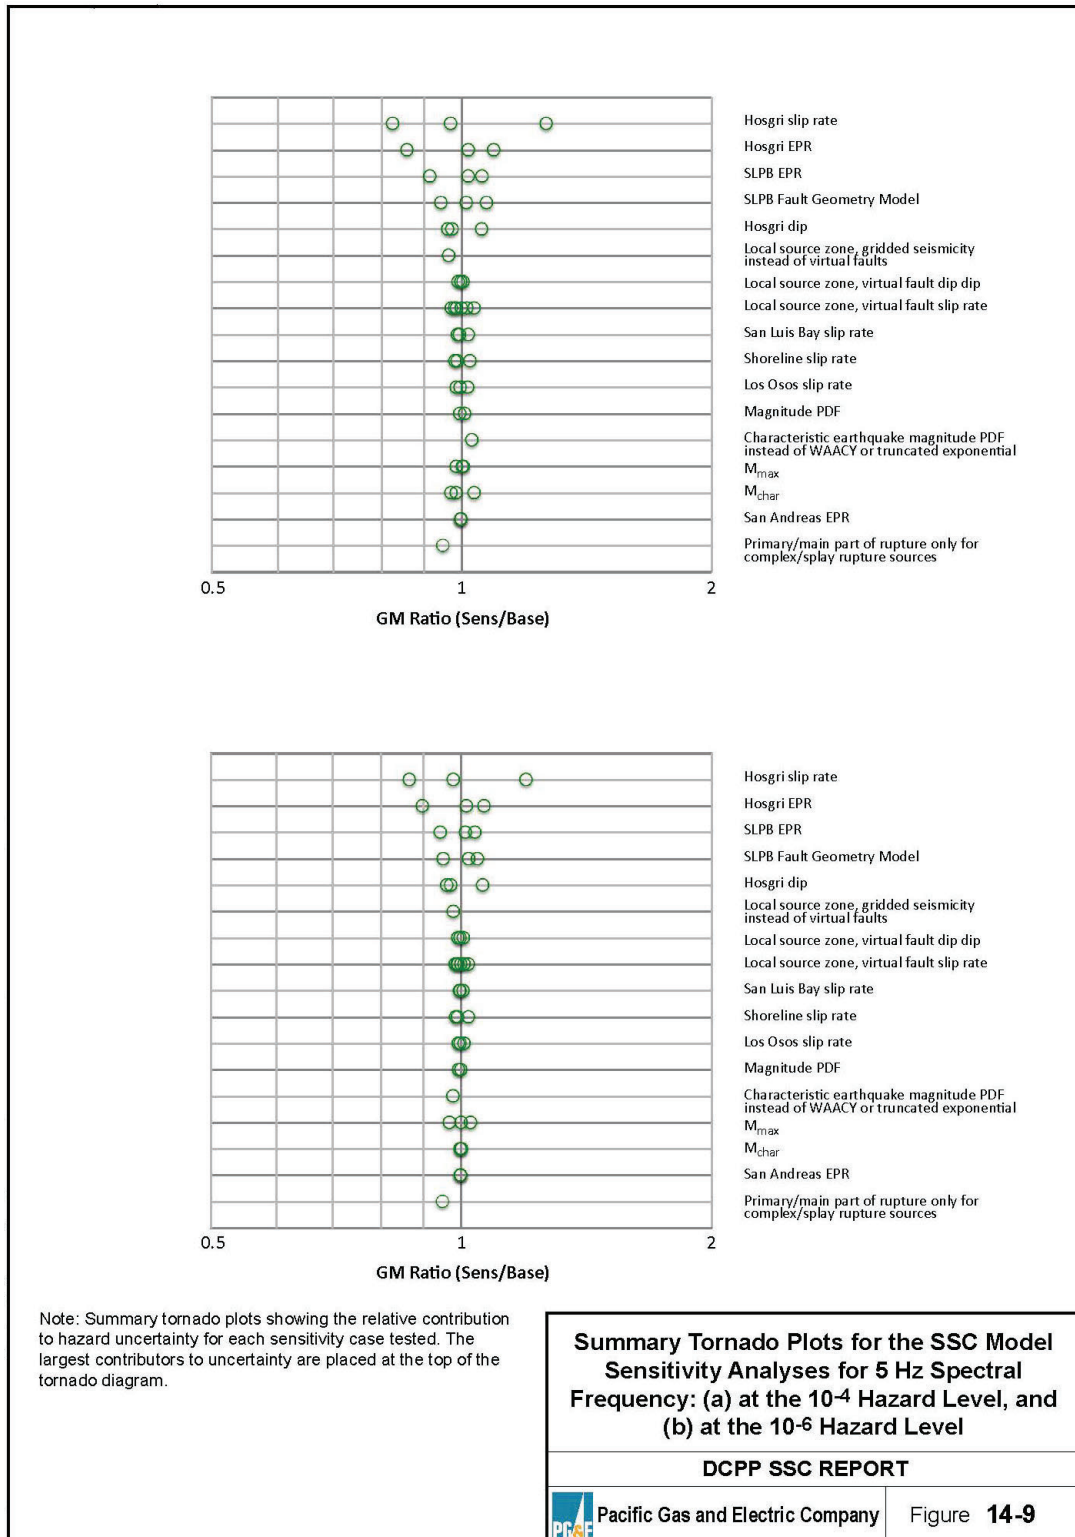 Hosgri slip rate
Hosgri EPR
SLPB EPR
SLPB Fault Geometry Model
Hosgri dip
Local source zone, gridded seismicity
instead of virtual faults
Local source zone, virtual fault dip dip
Local source zone, virtual fault slip rate
San Luis Bay slip rate
Shoreline slip rate
Los Osos slip rate
Magnitude PDF
Characteristic earthquake magnitude PDF
instead of WAACY or truncated exponential
Mmax
Mchar
San Andreas EPR
Primary/main part of rupture only for
complex/splay rupture sources
0.5 1 2
GM Ratio (Sens/Base)
Hosgri slip rate
Hosgri EPR
SLPB EPR
SLPB Fault Geometry Model
Hosgri dip
Local source zone, gridded seismicity
instead of virtual faults
Local source zone, virtual fault dip dip
Local source zone, virtual fault slip rate
San Luis Bay slip rate
Shoreline slip rate
Los Osos slip rate
Magnitude PDF
Characteristic earthquake magnitude PDF
instead of WAACY or truncated exponential
Mmax
Mchar
San Andreas EPR
Primary/main part of rupture only for
complex/splay rupture sources
0.5 1 2
GM Ratio (Sens/Base)
Note: Summary tornado plots showing the relative contribution
to hazard uncertainty for each sensitivity case tested. The
largest contributors to uncertainty are placed at the top of the
tornado diagram.
Summary Tornado Plots for the SSC Model
Sensitivity Analyses for 5 Hz Spectral
Frequency: (a) at the 10-4 Hazard Level, and
(b) at the 10-6 Hazard Level
DCPP SSC REPORT
PG&E Pacific Gas and Electric Company Figure 14-9